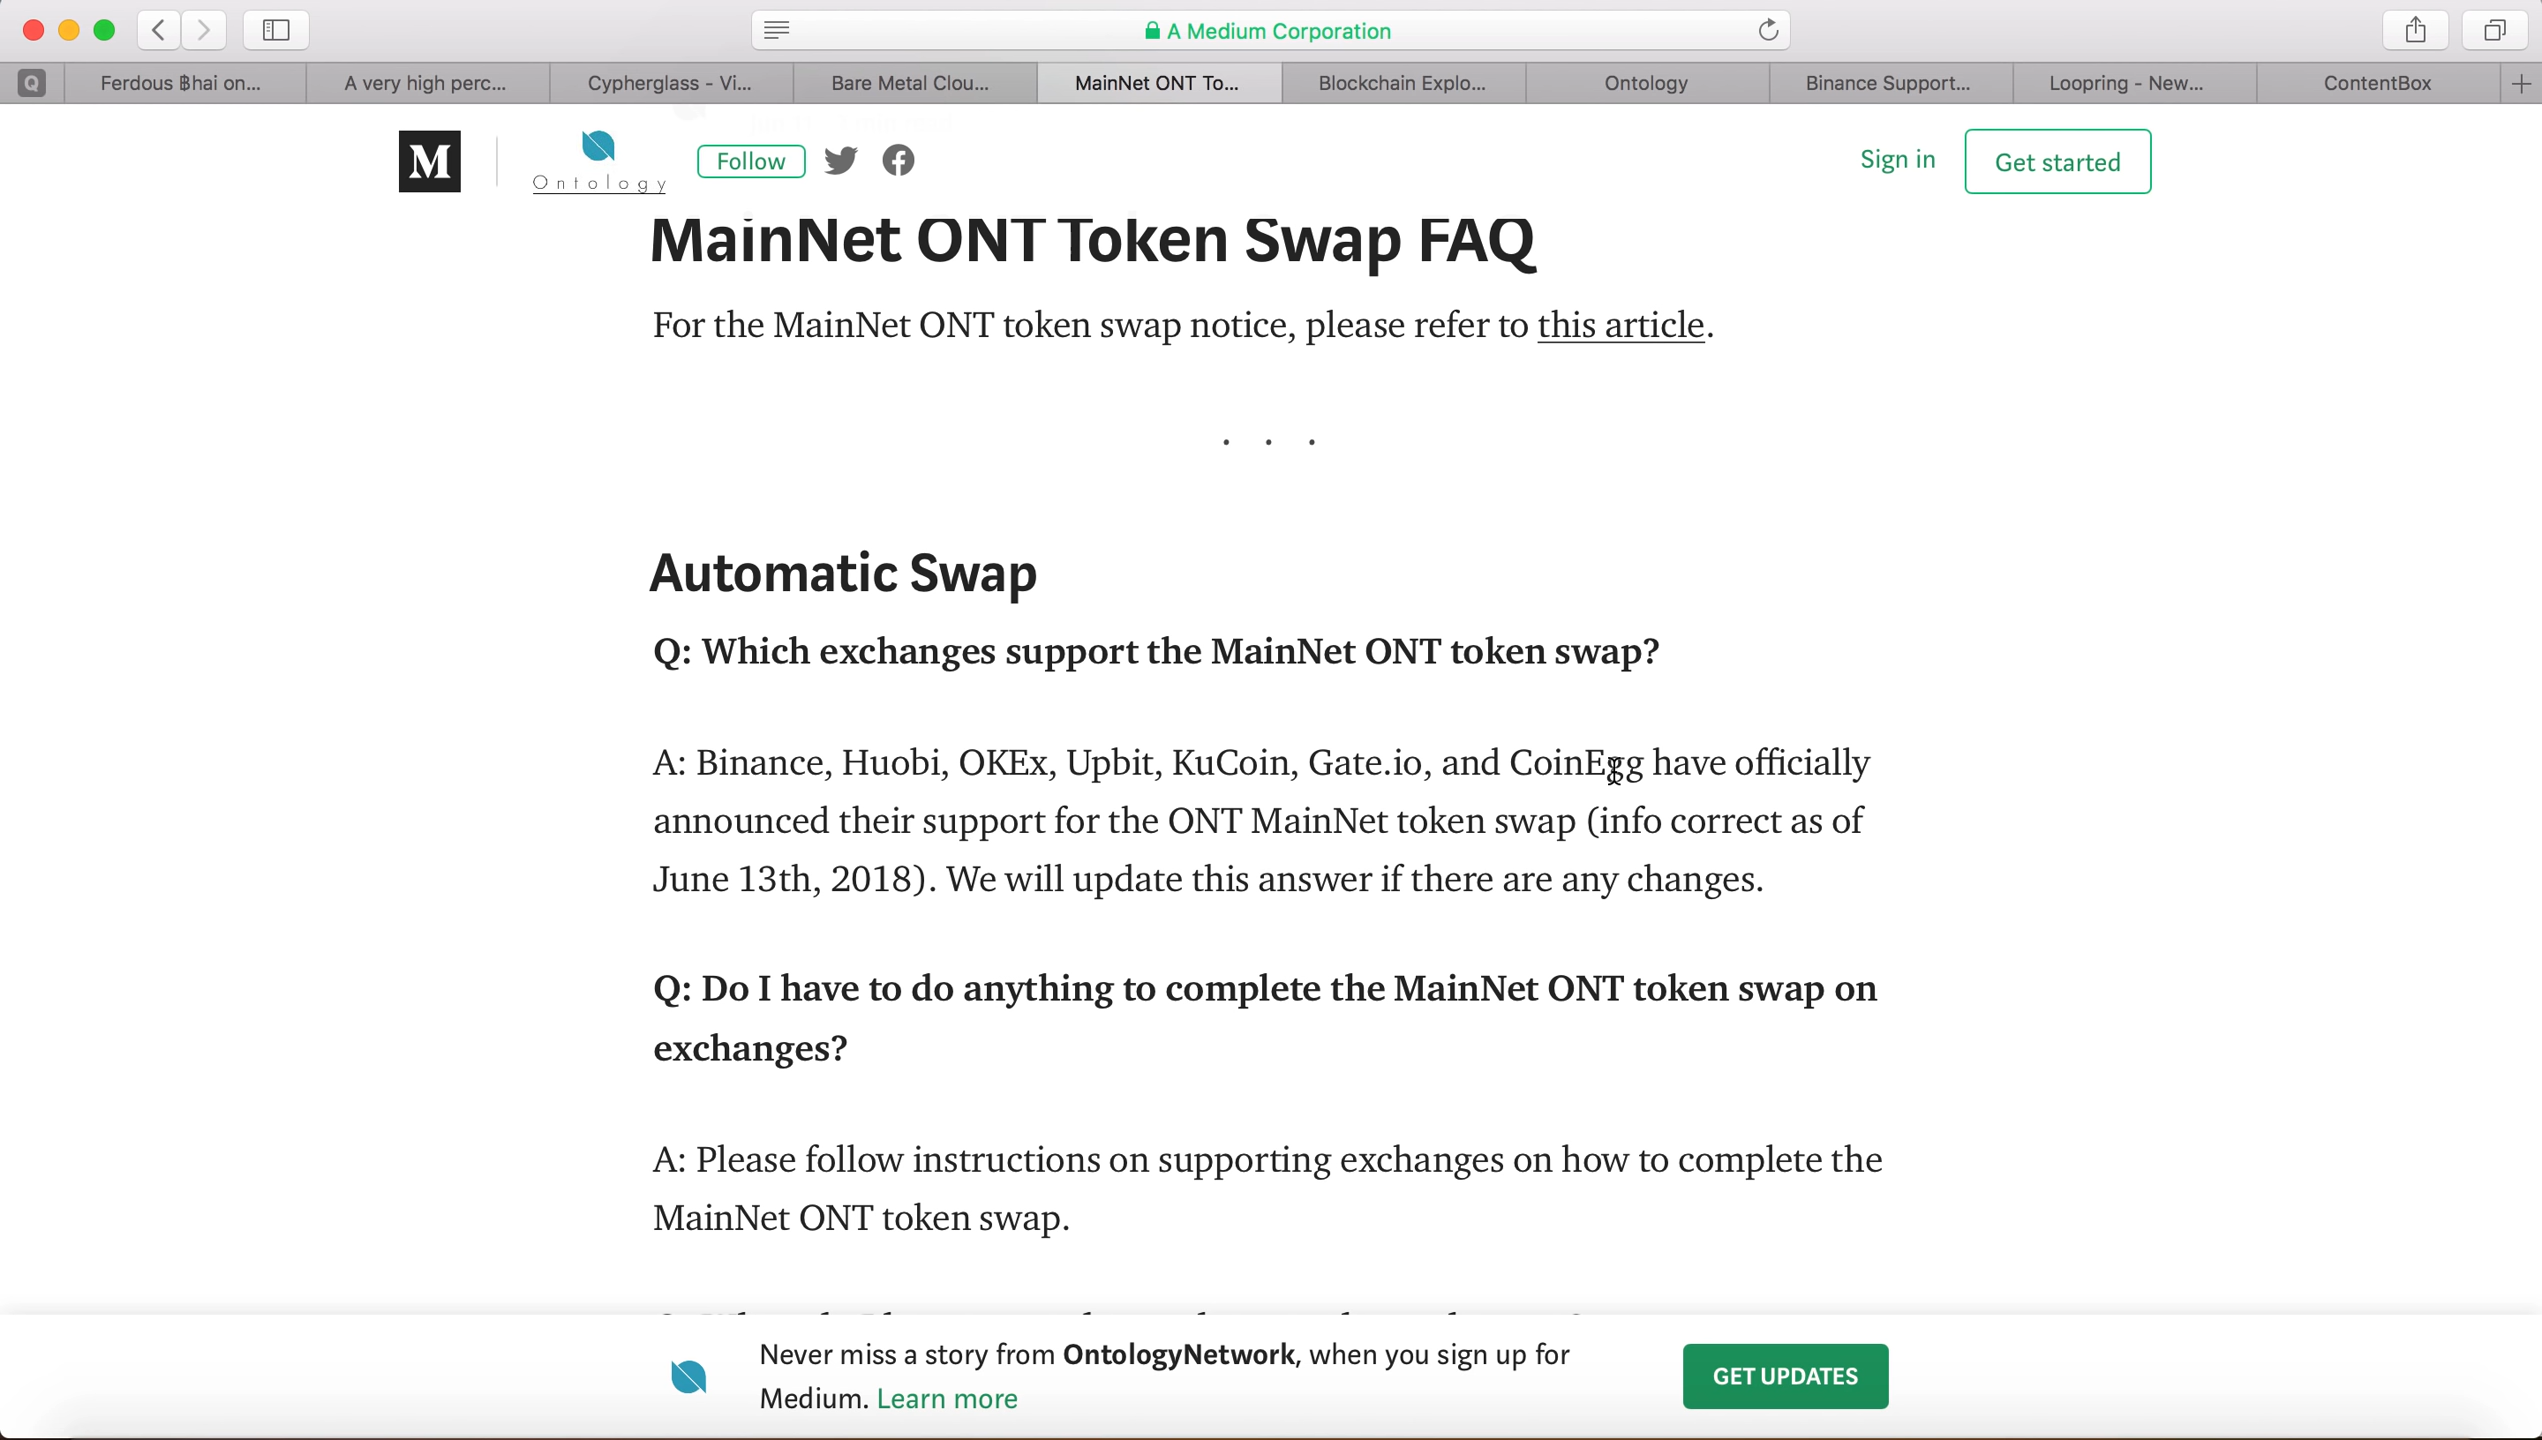 A Medium Corporation
Q
Ferdous ฿hai on...
A very high perc...
Cypherglass - Vi...
Bare Metal Clou...
MainNet ONT To...
Blockchain Explo...
Ontology
Binance Support...
Loopring - New...
ContentBox
M
Ontology
Follow
Sign in
Get started
MainNet ONT Token Swap FAQ
For the MainNet ONT token swap notice, please refer to this article.
. . .
Automatic Swap
Q: Which exchanges support the MainNet ONT token swap?
A: Binance, Huobi, OKEx, Upbit, KuCoin, Gate.io, and CoinEgg have officially
announced their support for the ONT MainNet token swap (info correct as of
June 13th, 2018). We will update this answer if there are any changes.
Q: Do I have to do anything to complete the MainNet ONT token swap on
exchanges?
A: Please follow instructions on supporting exchanges on how to complete the
MainNet ONT token swap.
Never miss a story from OntologyNetwork, when you sign up for
Medium. Learn more
GET UPDATES